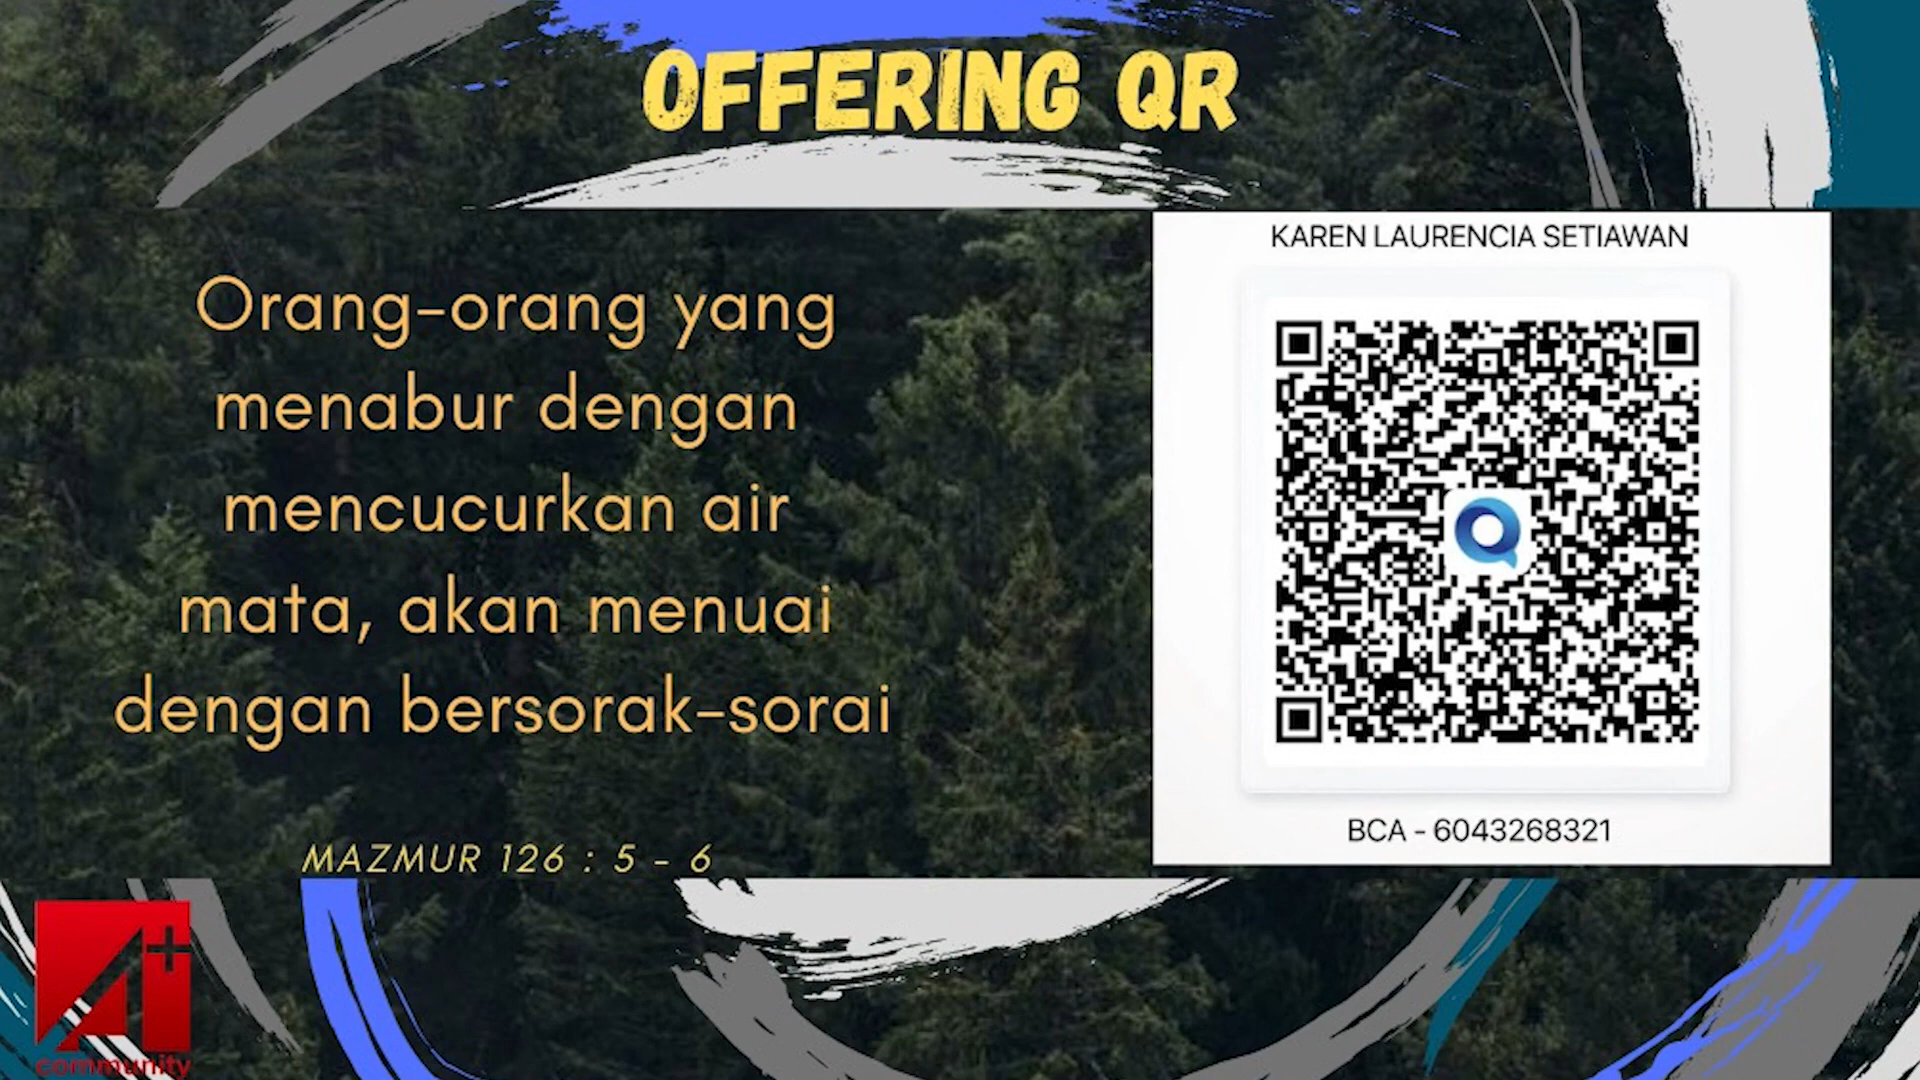 OFFERING QR
Orang-orang yang
menabur dengan
mencucurkan air
mata, akan menuai
dengan bersorak-sorai
MAZMUR 126 : 5 - 6
KAREN LAURENCIA SETIAWAN
BCA - 6043268321
A+
community